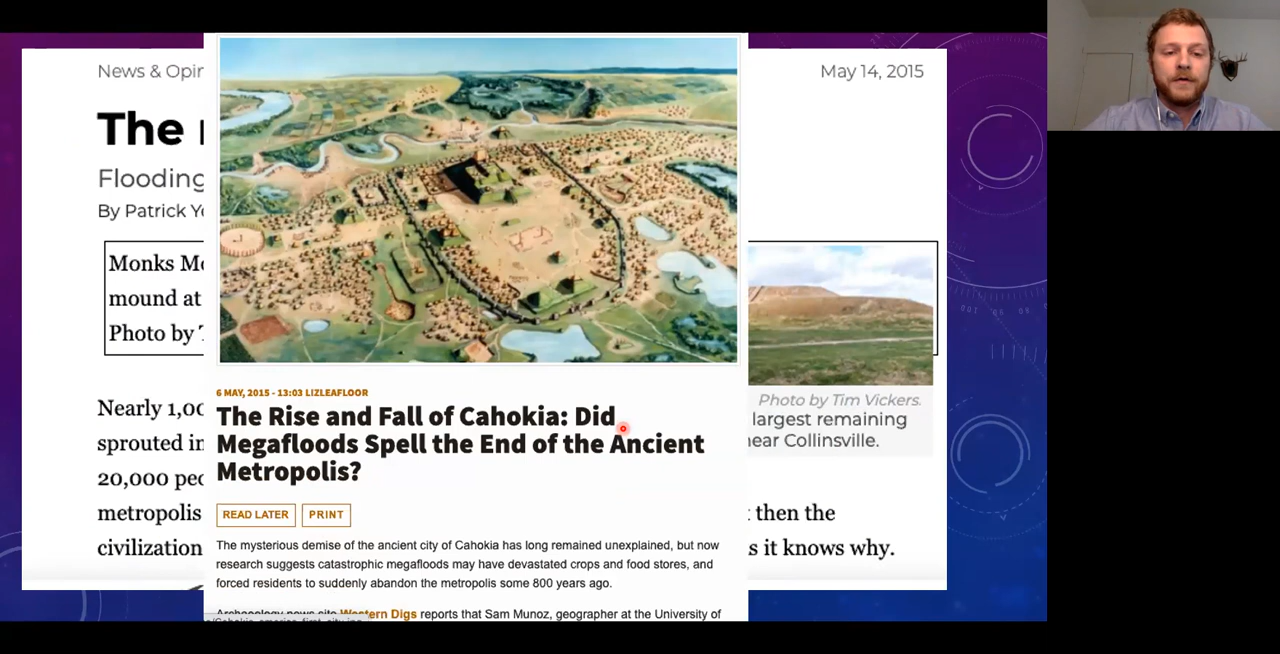 News & Opin
May 14, 2015
The
Flooding
By Patrick Ye
Monks Mo
mound at
Photo by
Photo by Tim Vickers.
largest remaining
near Collinsville.
Nearly 1,00
sprouted in
20,000 peo
metropolis
civilization
then the
s it knows why.
6 MAY, 2015 - 13:03 LIZLEAFLOOR
The Rise and Fall of Cahokia: Did
Megafloods Spell the End of the Ancient
Metropolis?
READ LATER PRINT
The mysterious demise of the ancient city of Cahokia has long remained unexplained, but now
research suggests catastrophic megafloods may have devastated crops and food stores, and
forced residents to suddenly abandon the metropolis some 800 years ago.
Archaeology news site Western Digs reports that Sam Munoz, geographer at the University of